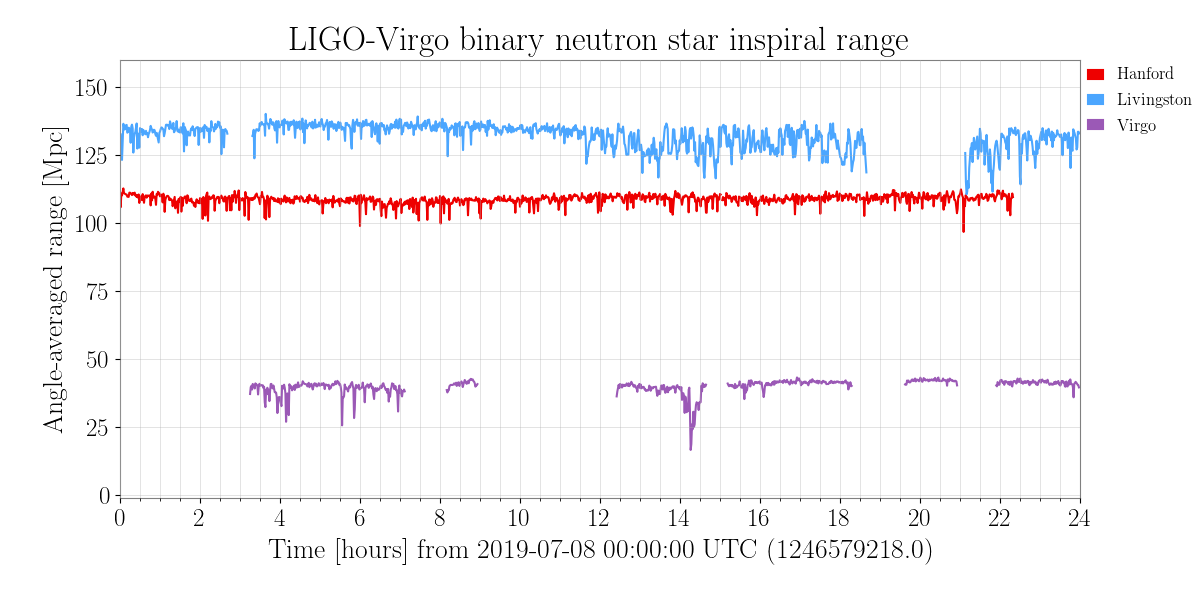 LIGO-Virgo binary neutron star inspiral range
Hanford
Livingston
Virgo
Angle-averaged range [Mpc]
150
125
100
75
50
25
0
0 2 4 6 8 10 12 14 16 18 20 22 24
Time [hours] from 2019-07-08 00:00:00 UTC (1246579218.0)